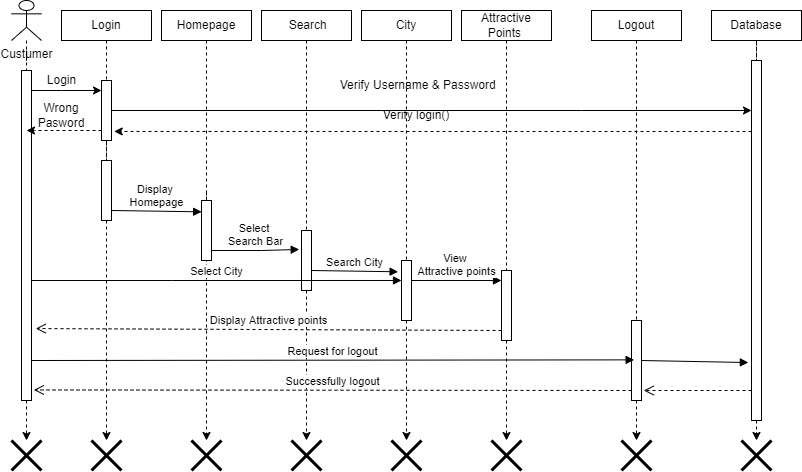 Login
Homepage
Search
City
Attractive
Points
Logout
Database
Custumer
Login
Verify Username & Password
Wrong
Pasword
Verify login()
Display
Homepage
Select
Search Bar
Search City
View
Attractive points
Select City
Display Attractive points
Request for logout
Successfully logout